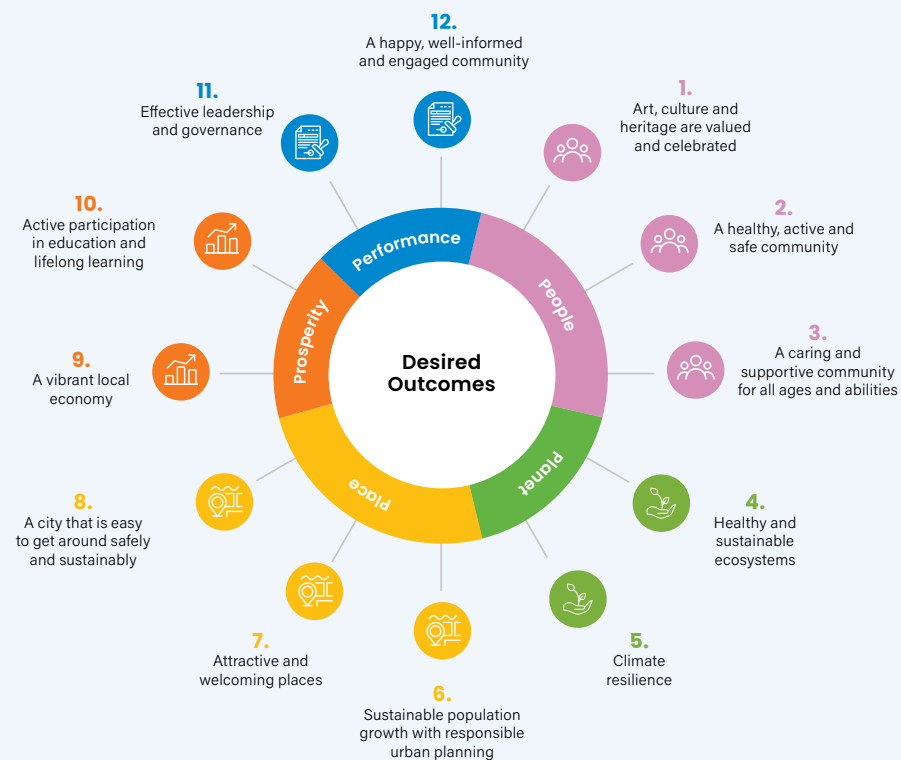 12.
A happy, well-informed
and engaged community
1.
Art, culture and
heritage are valued
and celebrated
2.
A healthy, active and
safe community
3.
A caring and
supportive community
for all ages and abilities
4.
Healthy and
sustainable
ecosystems
5.
Climate
resilience
6.
Sustainable population
growth with responsible
urban planning
7.
Attractive and
welcoming places
8.
A city that is easy
to get around safely
and sustainably
9.
A vibrant local
economy
10.
Active participation
in education and
lifelong learning
11.
Effective leadership
and governance
Performance
People
Planet
Place
Prosperity
Desired
Outcomes